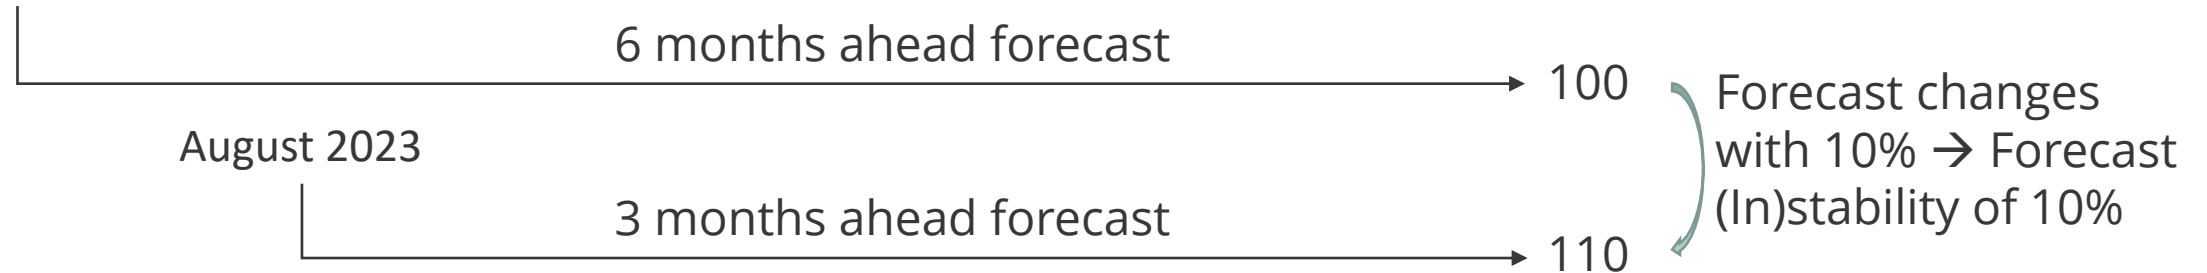 6 months ahead forecast
100
Forecast changes
with 10% → Forecast
(In)stability of 10%
August 2023
3 months ahead forecast
110